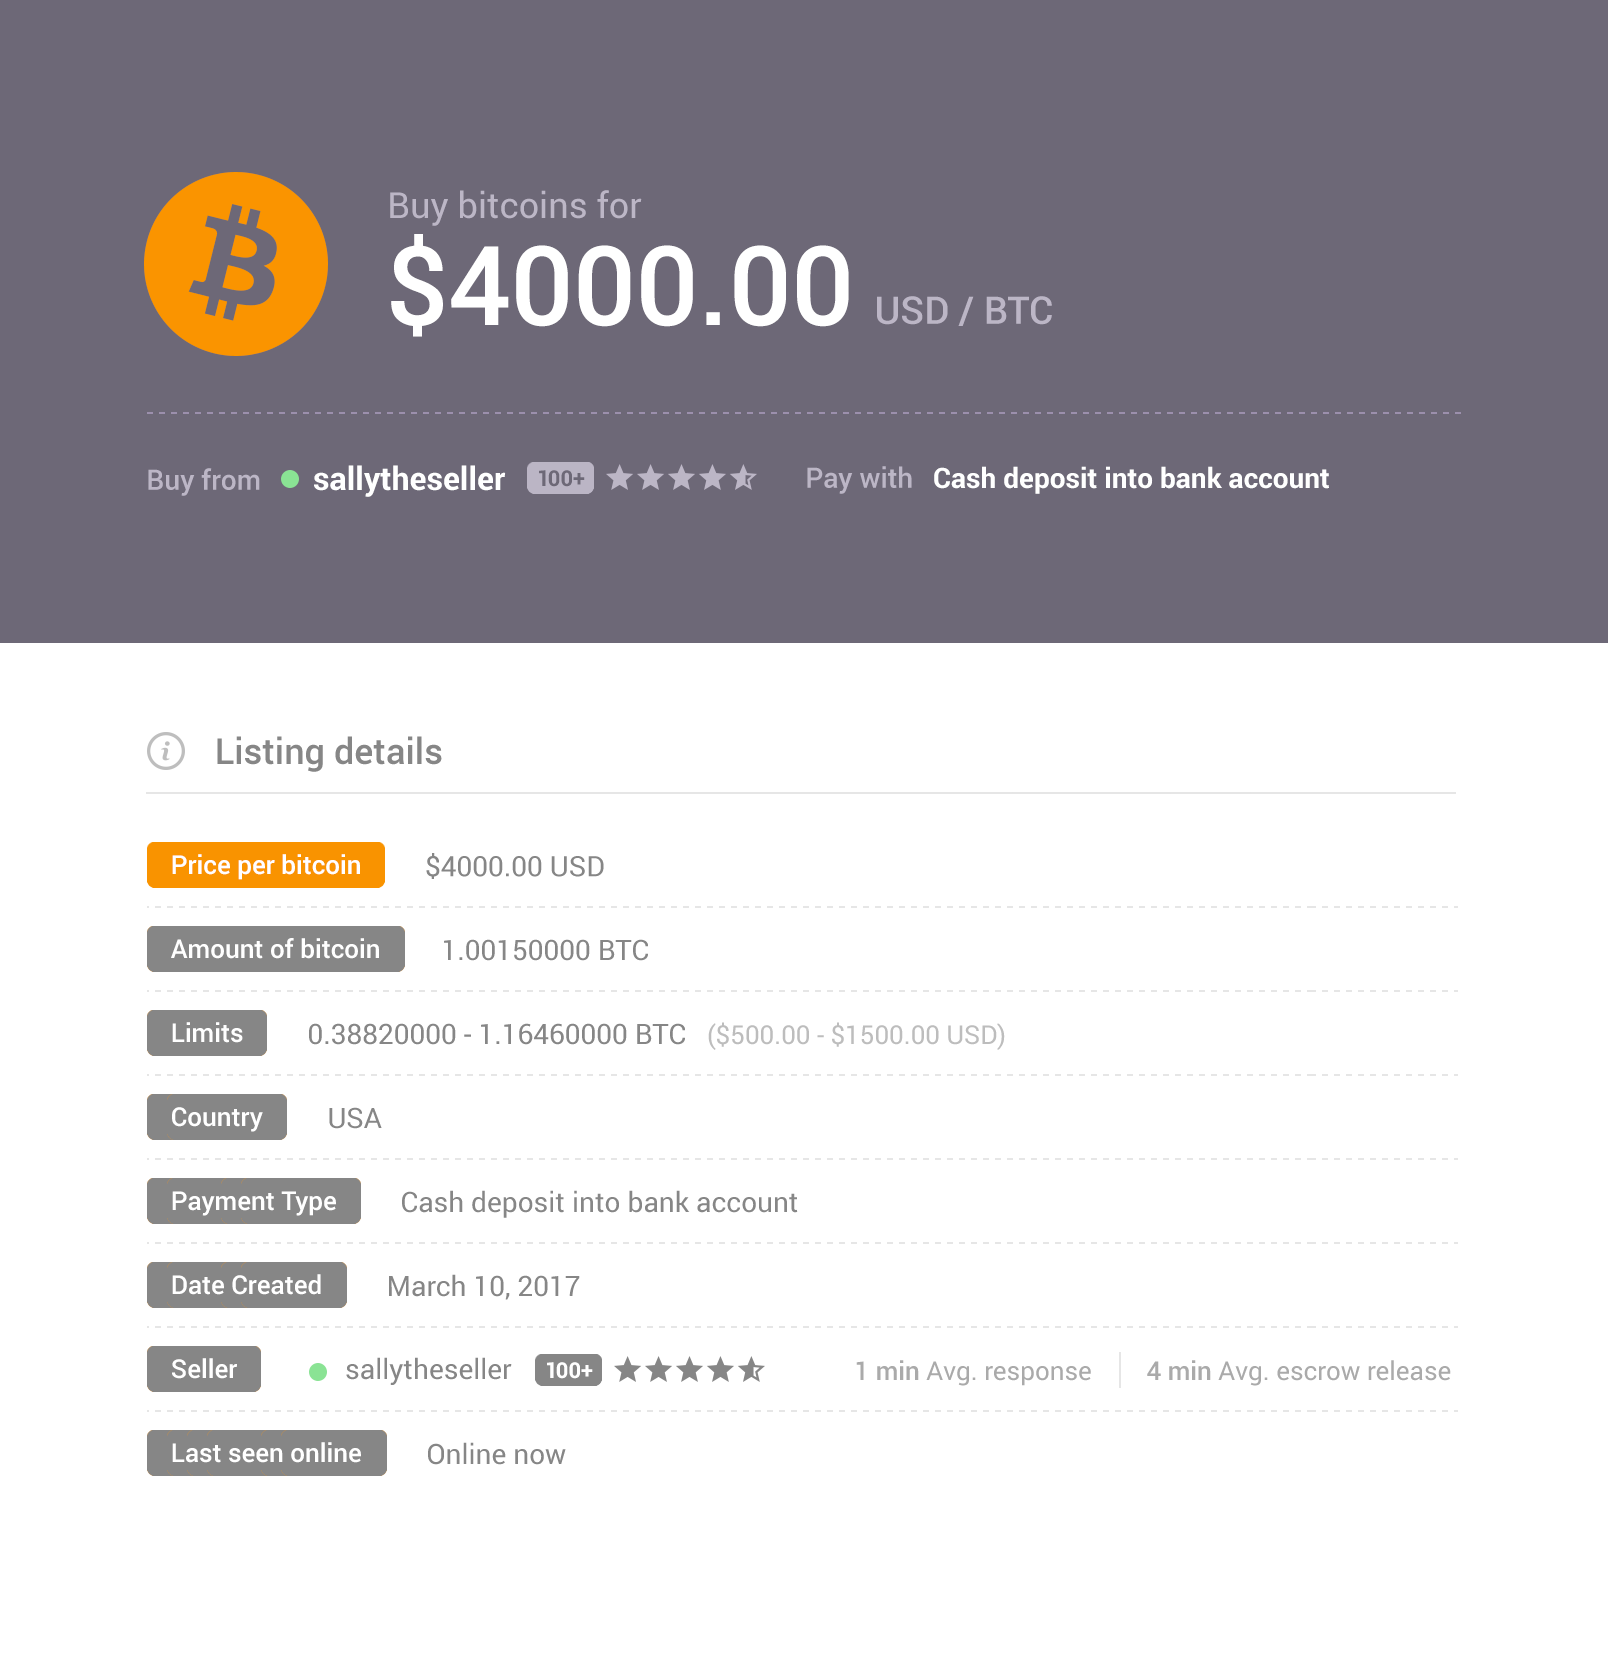 Buy bitcoins for
$4000.00 USD / BTC
Buy from sallytheseller 100+ Pay with Cash deposit into bank account
Listing details
Price per bitcoin $4000.00 USD
Amount of bitcoin 1.00150000 BTC
Limits 0.38820000 - 1.16460000 BTC ($500.00 - $1500.00 USD)
Country USA
Payment Type Cash deposit into bank account
Date Created March 10, 2017
Seller sallytheseller 100+ 1 min Avg. response 4 min Avg. escrow release
Last seen online Online now